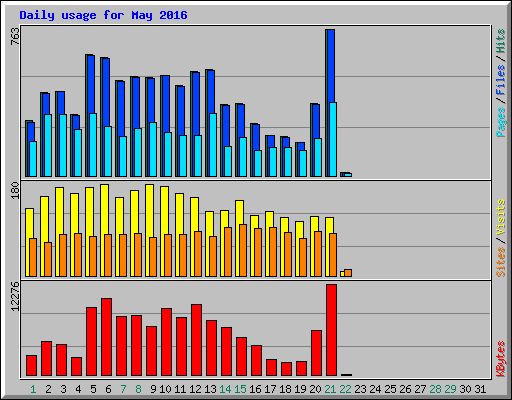 Daily usage for May 2016
763
Pages / Files / Hits
180
Sites / Visits
12276
KBytes
1 2 3 4 5 6 7 8 9 10 11 12 13 14 15 16 17 18 19 20 21 22 23 24 25 26 27 28 29 30 31